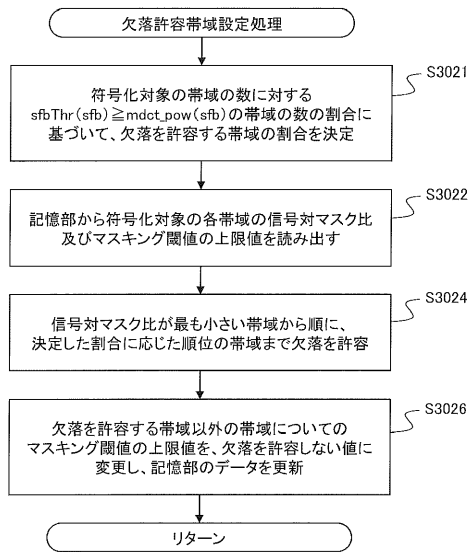 欠落許容帯域設定処理
S3021
符号化対象の帯域の数に対する
sfbThr(sfb)≧mdct_pow(sfb)の帯域の数の割合に
基づいて、欠落を許容する帯域の割合を決定
S3022
記憶部から符号化対象の各帯域の信号対マスク比
及びマスキング閾値の上限値を読み出す
S3024
信号対マスク比が最も小さい帯域から順に、
決定した割合に応じた順位の帯域まで欠落を許容
S3026
欠落を許容する帯域以外の帯域についての
マスキング閾値の上限値を、欠落を許容しない値に
変更し、記憶部のデータを更新
リターン